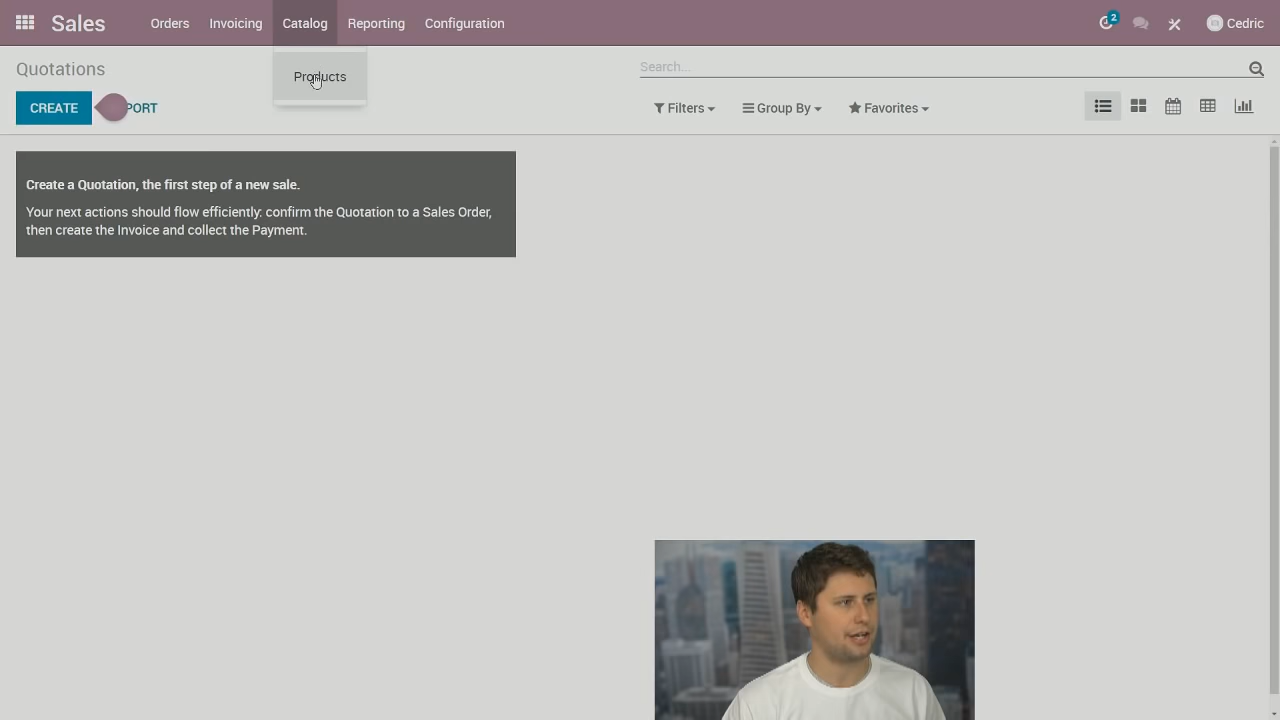 Sales
Orders
Invoicing
Catalog
Reporting
Configuration
2
Cedric
Quotations
Products
Search...
CREATE
PORT
Filters
Group By
Favorites
Create a Quotation, the first step of a new sale.
Your next actions should flow efficiently: confirm the Quotation to a Sales Order,
then create the Invoice and collect the Payment.